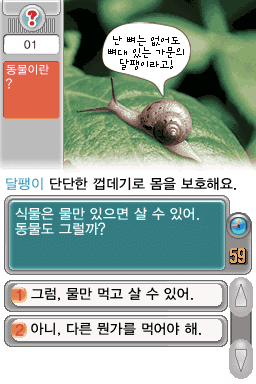 ?
01
동물이란
?
난 뼈는 없어도
뼈대 있는 가문의
달팽이라고!
달팽이 단단한 껍데기로 몸을 보호해요.
식물은 물만 있으면 살 수 있어.
동물도 그럴까?
59
1 그럼, 물만 먹고 살 수 있어.
2 아니, 다른 뭔가를 먹어야 해.